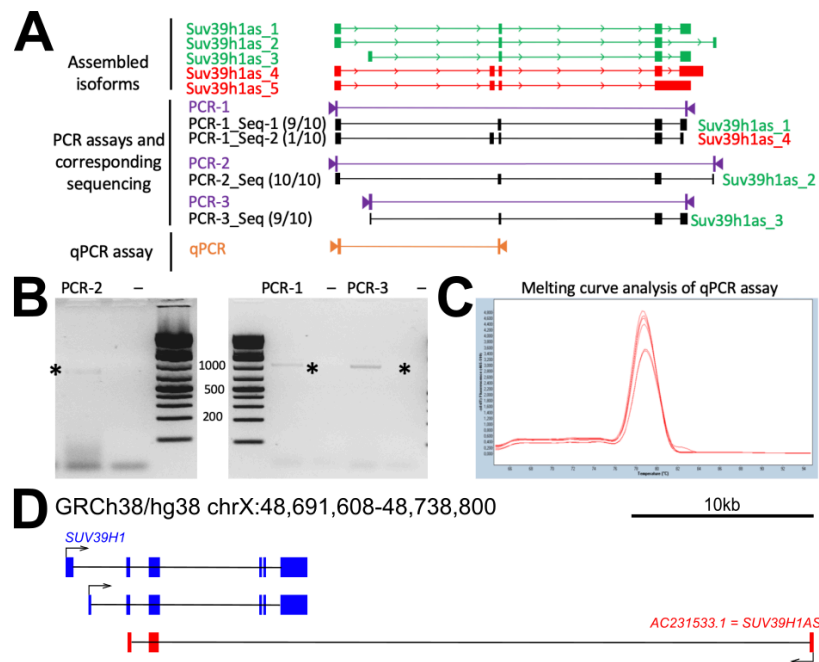 A
Assembled isoforms
Suv39h1as_1
Suv39h1as_2
Suv39h1as_3
Suv39h1as_4
Suv39h1as_5
PCR assays and corresponding sequencing
PCR-1
PCR-1_Seq-1 (9/10) Suv39h1as_1
PCR-1_Seq-2 (1/10) Suv39h1as_4
PCR-2
PCR-2_Seq (10/10) Suv39h1as_2
PCR-3
PCR-3_Seq (9/10) Suv39h1as_3
qPCR assay qPCR
B
PCR-2 –
PCR-1 – PCR-3 –
* 1000 * *
500
200
C
Melting curve analysis of qPCR assay
Temperature (°C)
D GRCh38/hg38 chrX:48,691,608-48,738,800 10kb
SUV39H1
AC231533.1 = SUV39H1AS